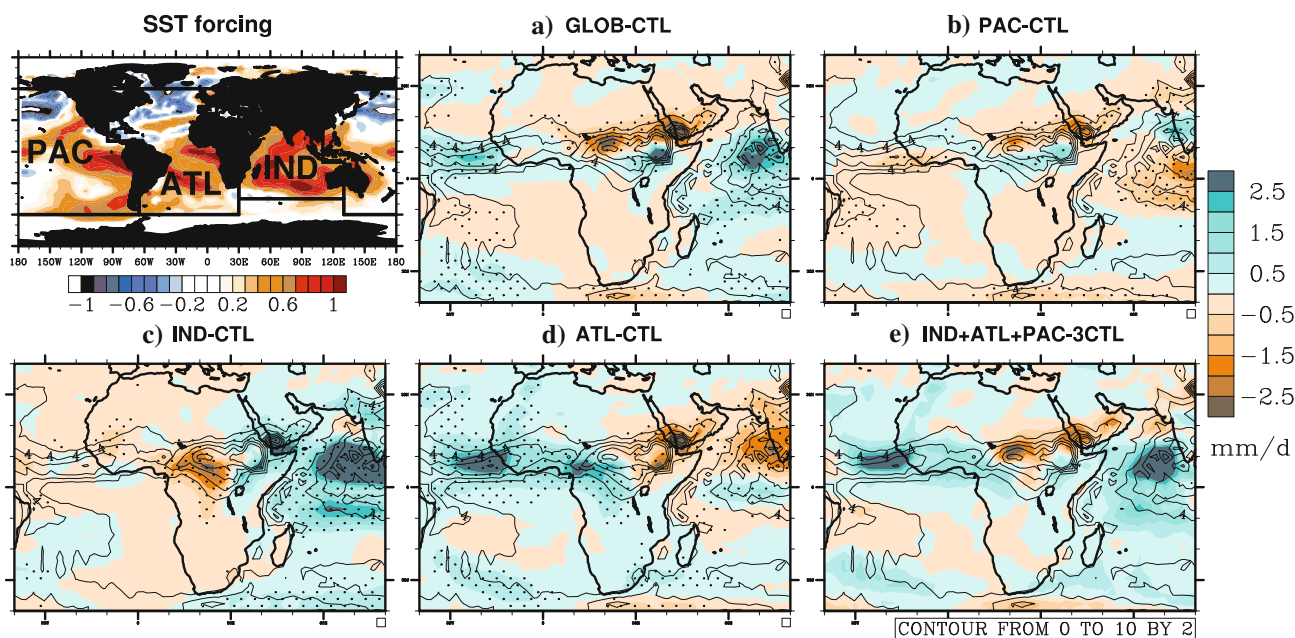 SST forcing
PAC
ATL
IND
180 150W 120W 90W 60W 30W 0 30E 60E 90E 120E 150E 180
−1 −0.6 −0.2 0.2 0.6 1
a) GLOB-CTL
b) PAC-CTL
c) IND-CTL
d) ATL-CTL
e) IND+ATL+PAC-3CTL
2.5
1.5
0.5
−0.5
−1.5
−2.5
mm/d
CONTOUR FROM 0 TO 10 BY 2